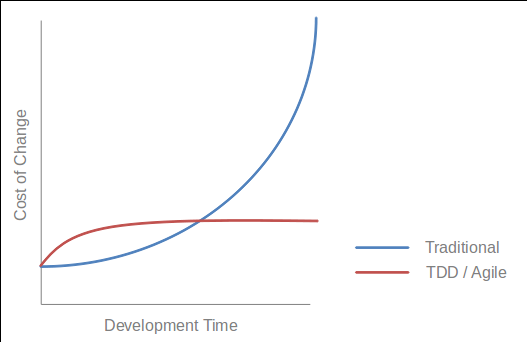 Cost of Change
Development Time
Traditional
TDD / Agile